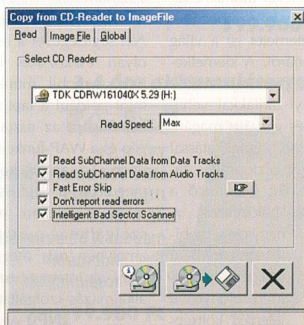 Copy from CD-Reader to ImageFile
Read Image File Global
Select CD Reader
TDK CDRW161040X 5.29 (H:)
Read Speed: Max
Read SubChannel Data from Data Tracks
Read SubChannel Data from Audio Tracks
Fast Error Skip
Don't report read errors
Intelligent Bad Sector Scanner